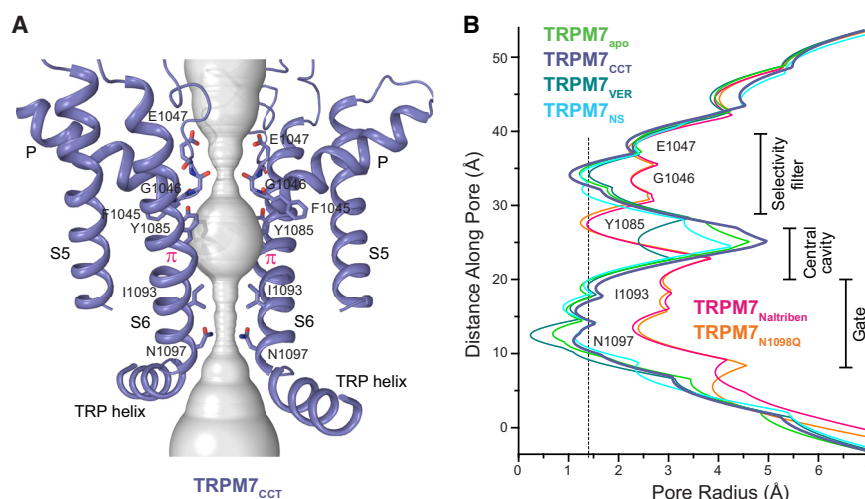 A
E1047
E1047
P
P
G1046
G1046
F1045
F1045
Y1085
Y1085
S5
S5
π
π
I1093
I1093
S6
S6
N1097
N1097
TRP helix
TRP helix
TRPM7CCT
B
TRPM7apo
TRPM7CCT
TRPM7VER
TRPM7NS
E1047
G1046
Y1085
I1093
N1097
TRPM7Naltriben
TRPM7N1098Q
Selectivity filter
Central cavity
Gate
Distance Along Pore (Å)
50
40
30
20
10
0
0 1 2 3 4 5 6
Pore Radius (Å)